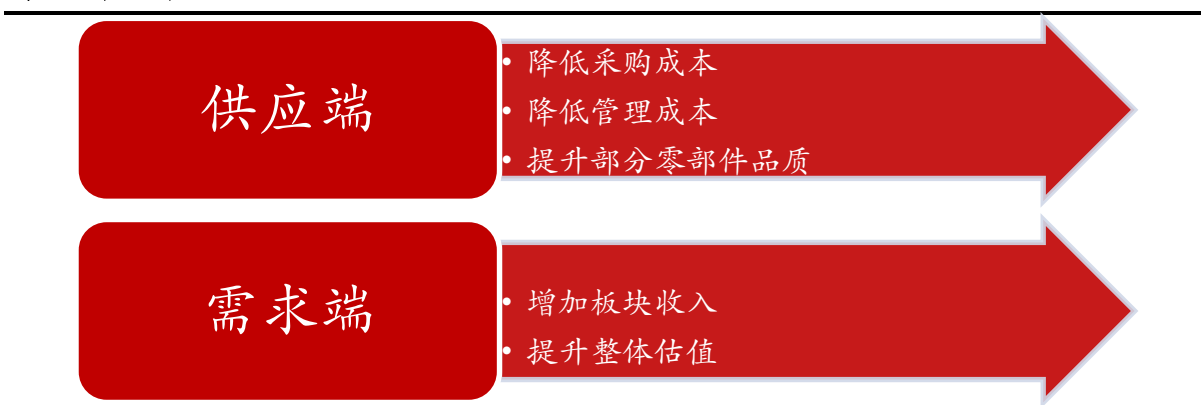 供应端
• 降低采购成本
• 降低管理成本
• 提升部分零部件品质
需求端
• 增加板块收入
• 提升整体估值